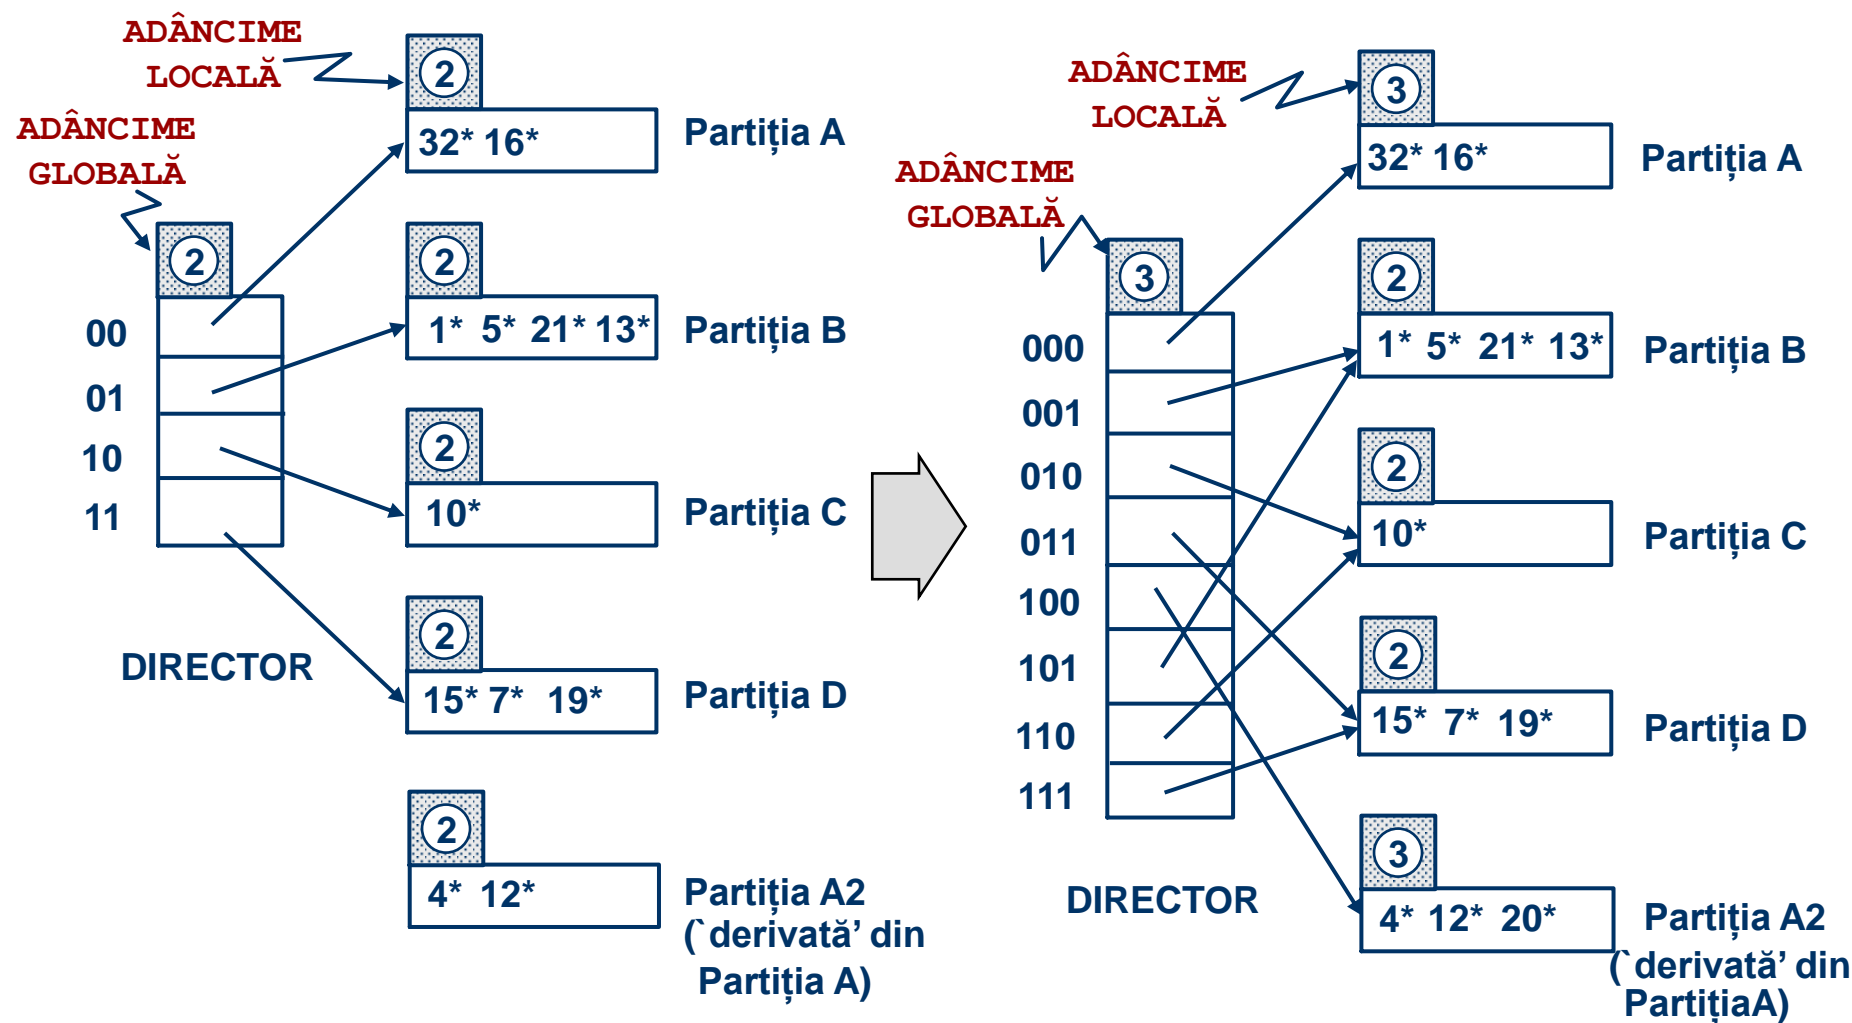 ADÂNCIME
LOCALĂ
2
ADÂNCIME
GLOBALĂ
32* 16*
Partiția A
2
2
00
1* 5* 21* 13*
Partiția B
01
2
10
10*
Partiția C
11
2
DIRECTOR
15* 7* 19*
Partiția D
2
4* 12*
Partiția A2
(`derivată’ din
Partiția A)
ADÂNCIME
LOCALĂ
3
ADÂNCIME
GLOBALĂ
32* 16*
Partiția A
3
2
000
1* 5* 21* 13*
Partiția B
001
2
010
10*
Partiția C
011
100
2
101
15* 7* 19*
Partiția D
110
111
3
DIRECTOR
4* 12* 20*
Partiția A2
(`derivată’ din
PartițiaA)